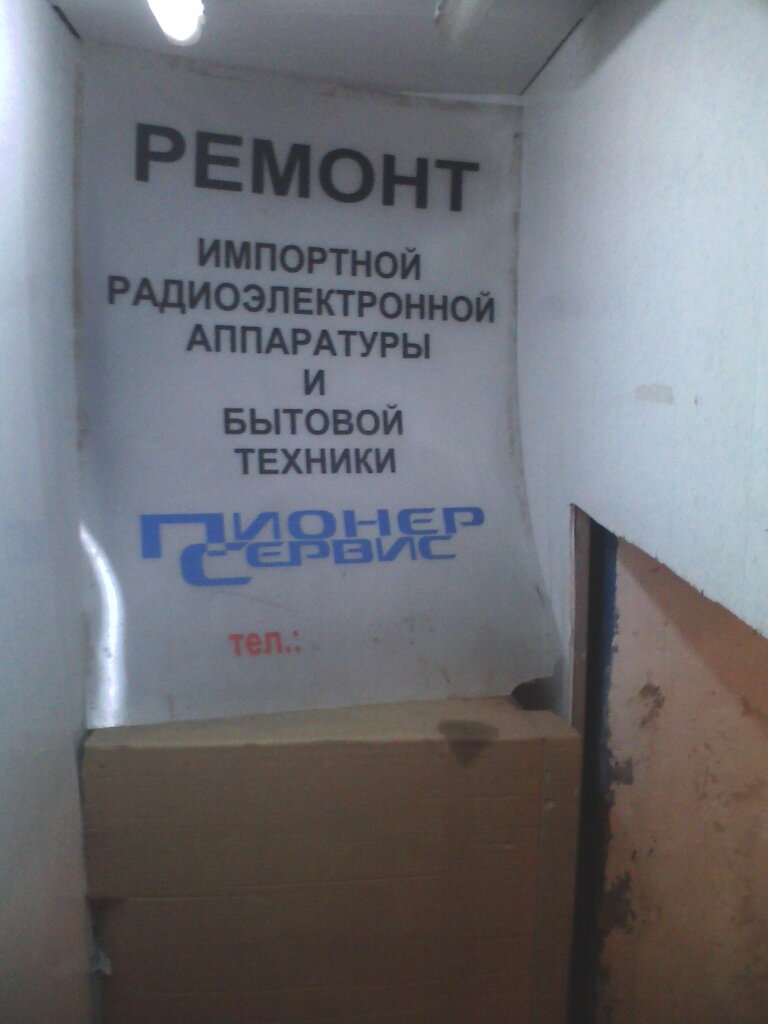 РЕМОНТ
ИМПОРТНОЙ
РАДИОЭЛЕКТРОННОЙ
АППАРАТУРЫ
И
БЫТОВОЙ
ТЕХНИКИ
ПИОНЕР
СЕРВИС
тел.: